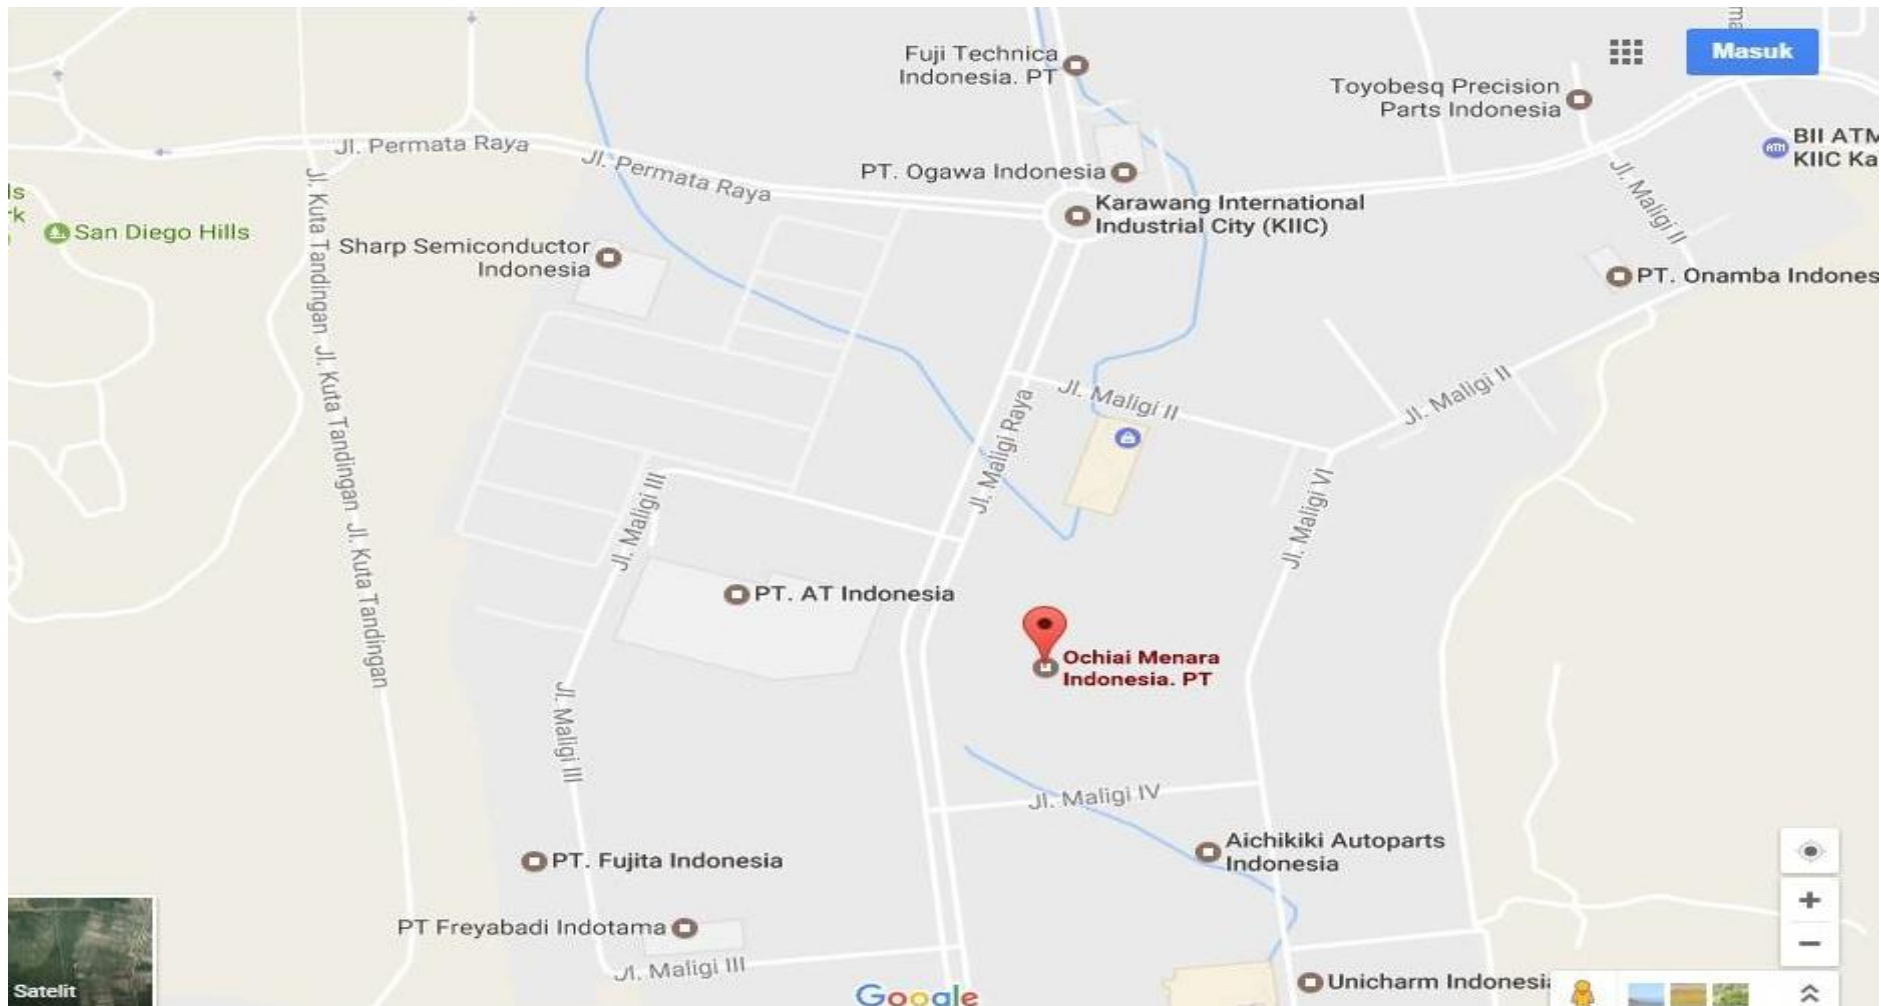 Fuji Technica
Indonesia. PT
Masuk
Toyobesq Precision
Parts Indonesia
BII ATM
KIIC Ka
Jl. Permata Raya
Jl. Permata Raya
PT. Ogawa Indonesia
Karawang International
Industrial City (KIIC)
Jl. Maligi II
San Diego Hills
Sharp Semiconductor
Indonesia
Jl. Kuta Tandingan
Jl. Kuta Tandingan
Jl. Kuta Tandingan
PT. Onamba Indones
Jl. Maligi II
Jl. Maligi II
Jl. Maligi Raya
Jl. Maligi III
Jl. Maligi VI
PT. AT Indonesia
Ochiai Menara
Indonesia. PT
Jl. Maligi III
Jl. Maligi IV
Aichikiki Autoparts
Indonesia
PT. Fujita Indonesia
PT Freyabadi Indotama
Jl. Maligi III
Unicharm Indonesia
Satelit
Google